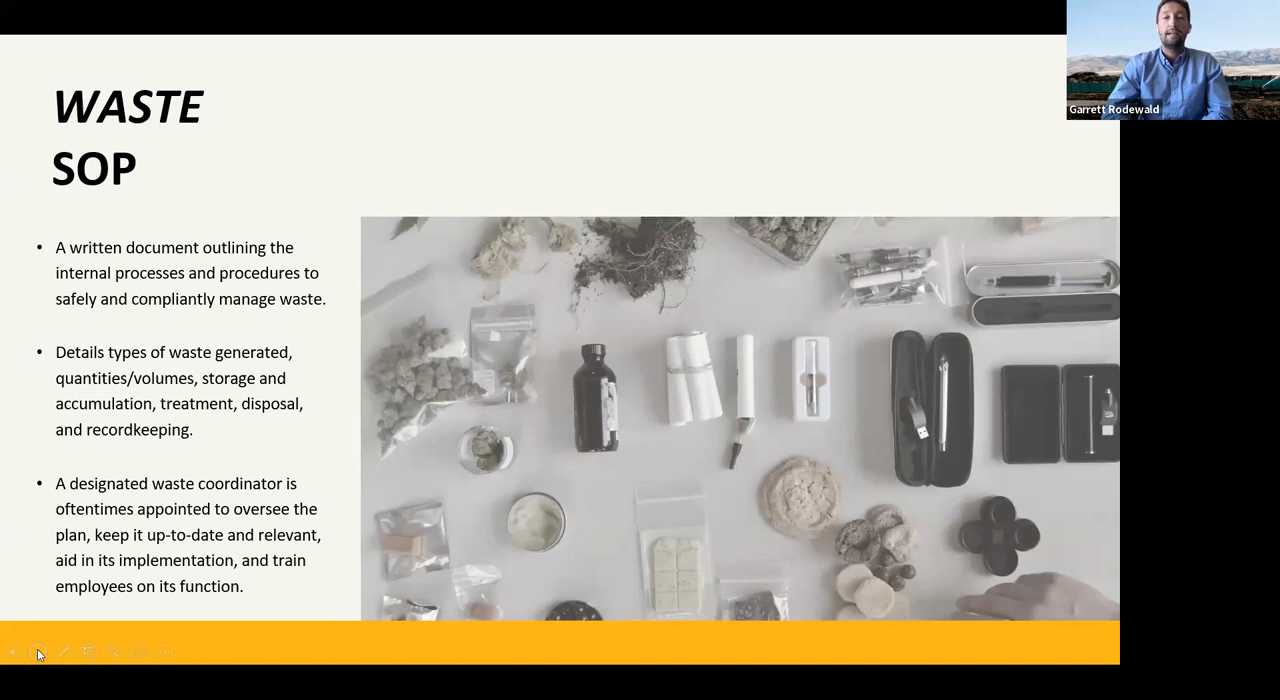 Garrett Rodewald
WASTE
SOP
• A written document outlining the
internal processes and procedures to
safely and compliantly manage waste.
• Details types of waste generated,
quantities/volumes, storage and
accumulation, treatment, disposal,
and recordkeeping.
• A designated waste coordinator is
oftentimes appointed to oversee the
plan, keep it up-to-date and relevant,
aid in its implementation, and train
employees on its function.